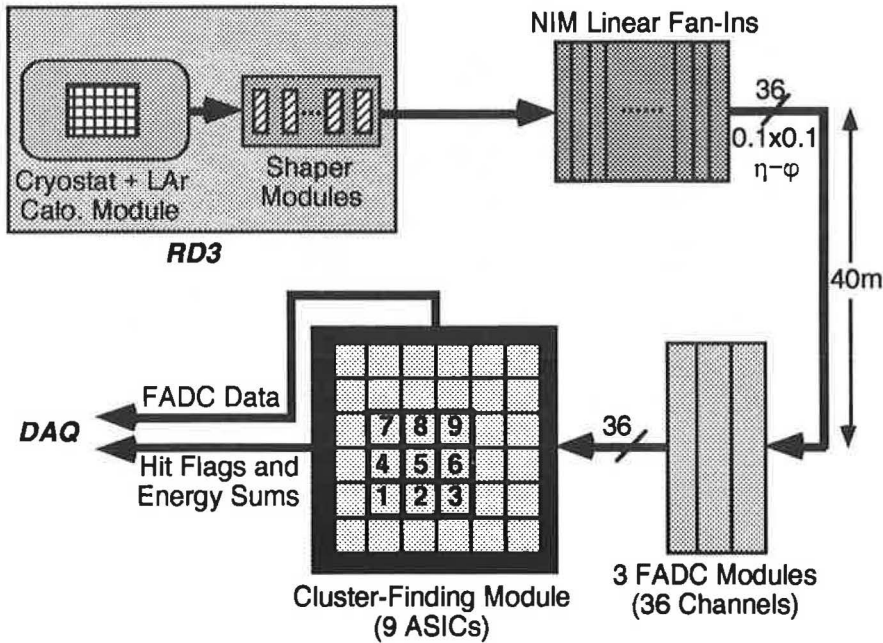 NIM Linear Fan-Ins
Cryostat + LAr
Calo. Module
Shaper
Modules
RD3
36
0.1x0.1
η-φ
40m
FADC Data
DAQ
Hit Flags and
Energy Sums
7 8 9
4 5 6
1 2 3
36
Cluster-Finding Module
(9 ASICs)
3 FADC Modules
(36 Channels)